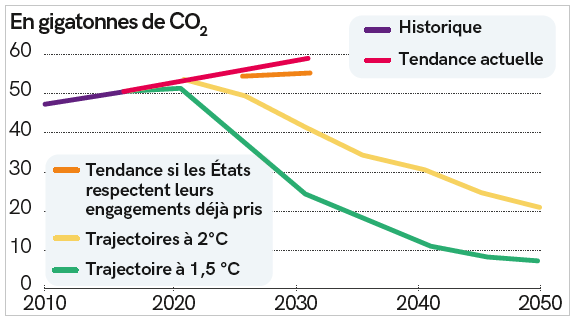 En gigatonnes de CO₂
Historique
Tendance actuelle
60
50
40
30
20
10
0
Tendance si les États
respectent leurs
engagements déjà pris
Trajectoires à 2°C
Trajectoire à 1,5 °C
2010 2020 2030 2040 2050